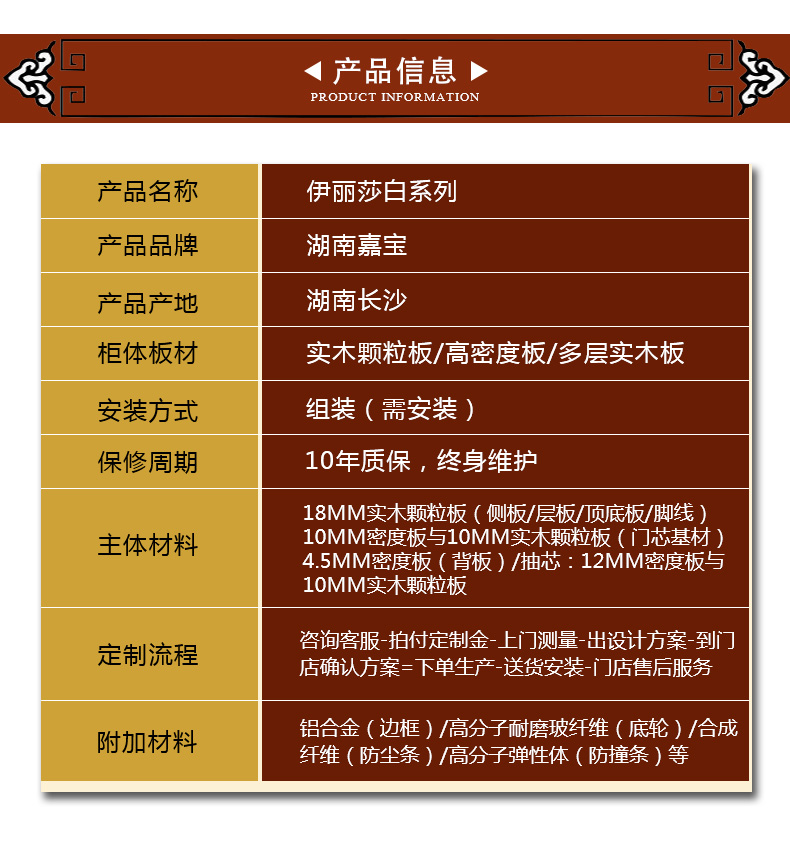 产品信息
PRODUCT INFORMATION
产品名称 伊丽莎白系列
产品品牌 湖南嘉宝
产品产地 湖南长沙
柜体板材 实木颗粒板/高密度板/多层实木板
安装方式 组装（需安装）
保修周期 10年质保，终身维护
主体材料
18MM实木颗粒板（侧板/层板/顶底板/脚线）
10MM密度板与10MM实木颗粒板（门芯基材）
4.5MM密度板（背板）/抽芯：12MM密度板与
10MM实木颗粒板
定制流程
咨询客服-拍付定制金-上门测量-出设计方案-到门
店确认方案=下单生产-送货安装-门店售后服务
附加材料
铝合金（边框）/高分子耐磨玻纤维（底轮）/合成
纤维（防尘条）/高分子弹性体（防撞条）等